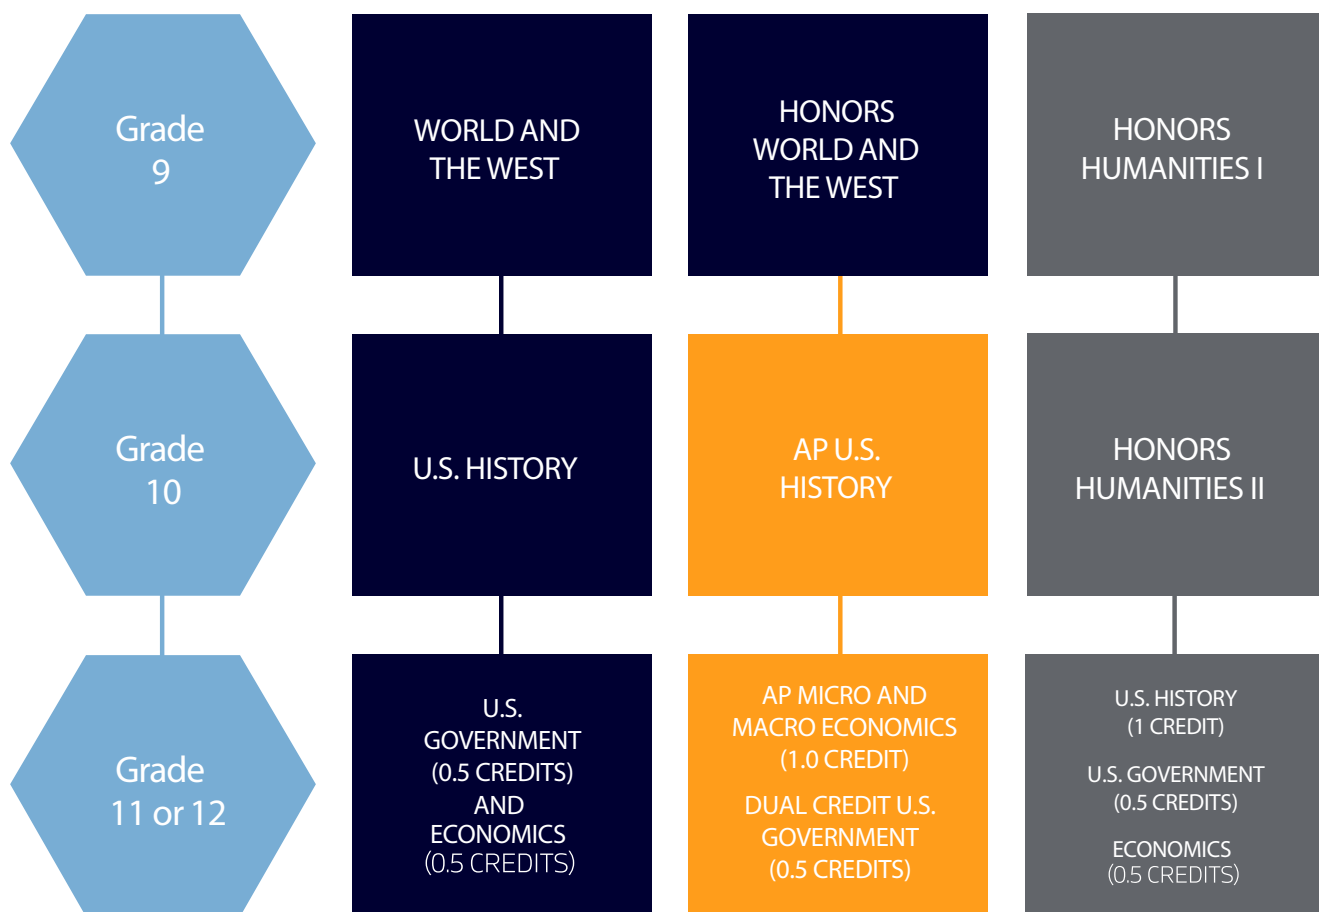 Grade
9
WORLD AND
THE WEST
HONORS
WORLD AND
THE WEST
HONORS
HUMANITIES I
Grade
10
U.S. HISTORY
AP U.S.
HISTORY
HONORS
HUMANITIES II
Grade
11 or 12
U.S.
GOVERNMENT
(0.5 CREDITS)
AND
ECONOMICS
(0.5 CREDITS)
AP MICRO AND
MACRO ECONOMICS
(1.0 CREDIT)
DUAL CREDIT U.S.
GOVERNMENT
(0.5 CREDITS)
U.S. HISTORY
(1 CREDIT)
U.S. GOVERNMENT
(0.5 CREDITS)
ECONOMICS
(0.5 CREDITS)